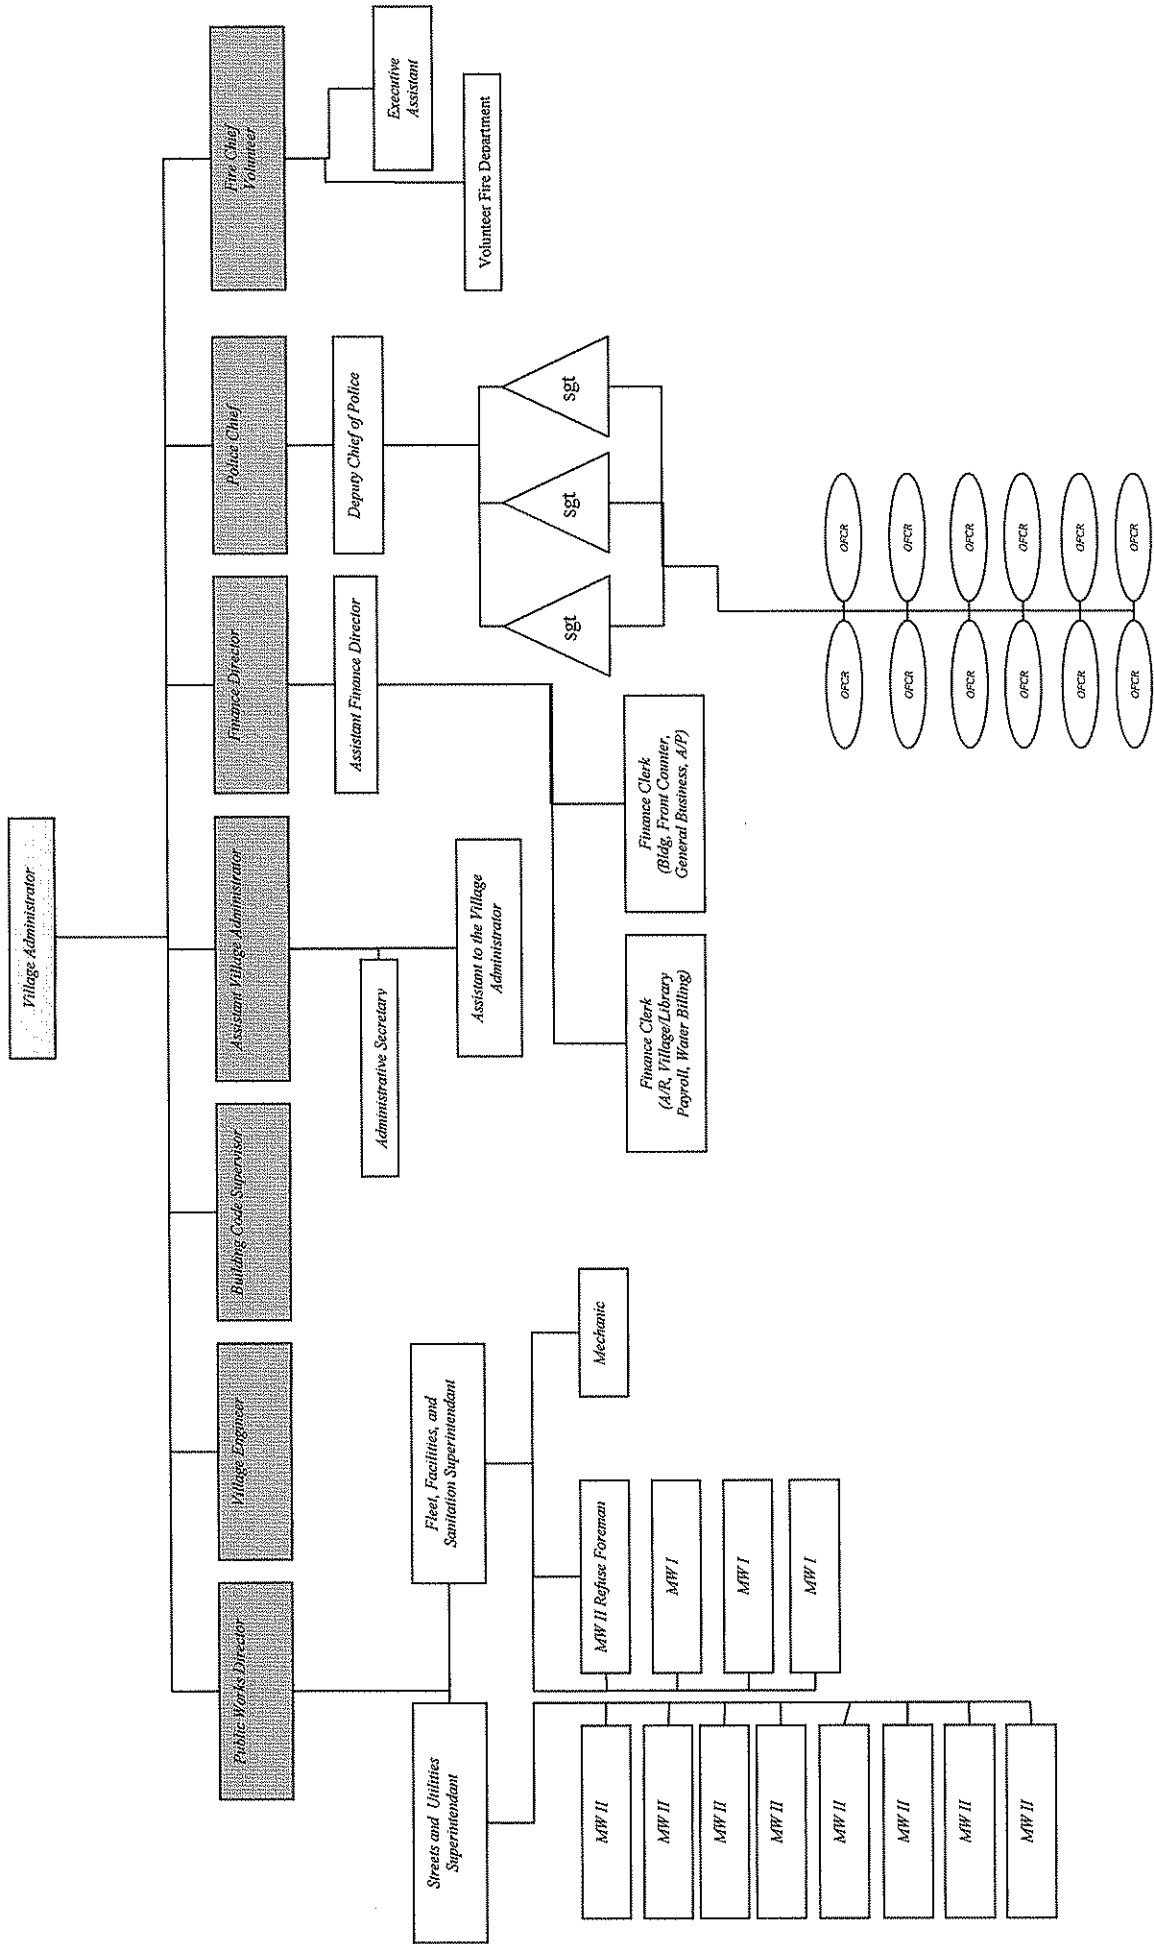 Village Administrator
Public Works Director
Village Engineer
Building Code Supervisor
Assistant Village Administrator
Finance Director
Police Chief
Fire Chief
Volunteer
Streets and Utilities
Superintendant
Fleet, Facilities, and
Sanitation Superintendant
Administrative Secretary
Assistant to the Village
Administrator
Assistant Finance Director
Deputy Chief of Police
Executive
Assistant
Volunteer Fire Department
MW II
MW II
MW II
MW II
MW II
MW II
MW II
MW II
MW II Refuse Foreman
MW I
MW I
MW I
Mechanic
Finance Clerk
(A/R, Village/Library
Payroll, Water Billing)
Finance Clerk
(Bldg, Front Counter,
General Business, A/P)
sgt
sgt
sgt
OFCR
OFCR
OFCR
OFCR
OFCR
OFCR
OFCR
OFCR
OFCR
OFCR
OFCR
OFCR